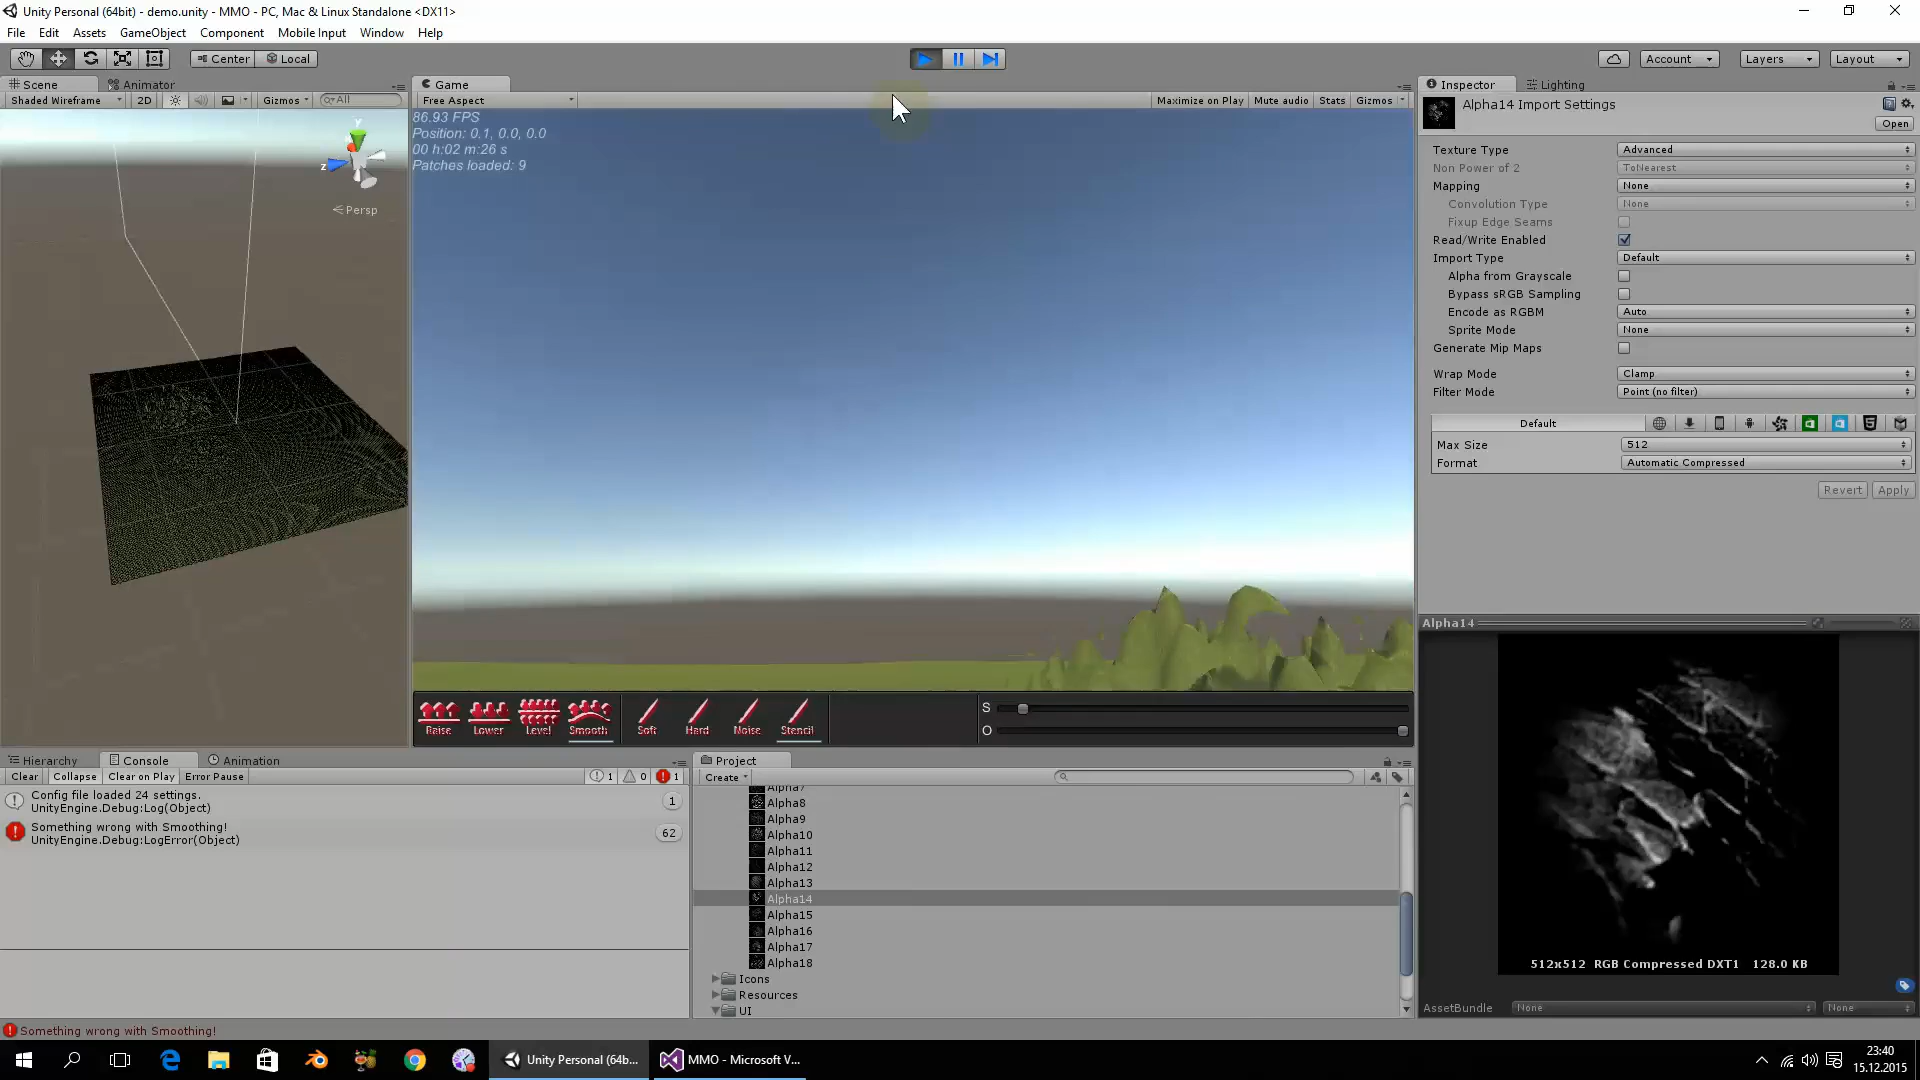 Unity Personal (64bit) - demo.unity - MMO - PC, Mac & Linux Standalone <DX11>
File Edit Assets GameObject Component Mobile Input Window Help
Center Local
Account Layers Layout
Scene Animator
Game
Inspector Lighting
Shaded Wireframe 2D Gizmos All
Free Aspect
Maximize on Play Mute audio Stats Gizmos
Alpha14 Import Settings
Open
86.93 FPS
Position: 0.1, 0.0, 0.0
00 h:02 m:26 s
Patches loaded: 9
Y
Z
Persp
Texture Type Advanced
Non Power of 2 ToNearest
Mapping None
Convolution Type None
Fixup Edge Seams
Read/Write Enabled
Import Type Default
Alpha from Grayscale
Bypass sRGB Sampling
Encode as RGBM Auto
Sprite Mode None
Generate Mip Maps
Wrap Mode Clamp
Filter Mode Point (no filter)
Default
Max Size 512
Format Automatic Compressed
Revert Apply
Alpha14
Raise Lower Level Smooth Soft Hard Noise Stencil
S
O
Hierarchy Console Animation
Clear Collapse Clear on Play Error Pause 1 0 1
Config file loaded 24 settings.
UnityEngine.Debug:Log(Object)
1
Something wrong with Smoothing!
UnityEngine.Debug:LogError(Object)
62
Project
Create
Alpha7
Alpha8
Alpha9
Alpha10
Alpha11
Alpha12
Alpha13
Alpha14
Alpha15
Alpha16
Alpha17
Alpha18
Icons
Resources
UI
512x512 RGB Compressed DXT1 128.0 KB
AssetBundle None None
Something wrong with Smoothing!
Unity Personal (64b...
MMO - Microsoft V...
23:40
15.12.2015